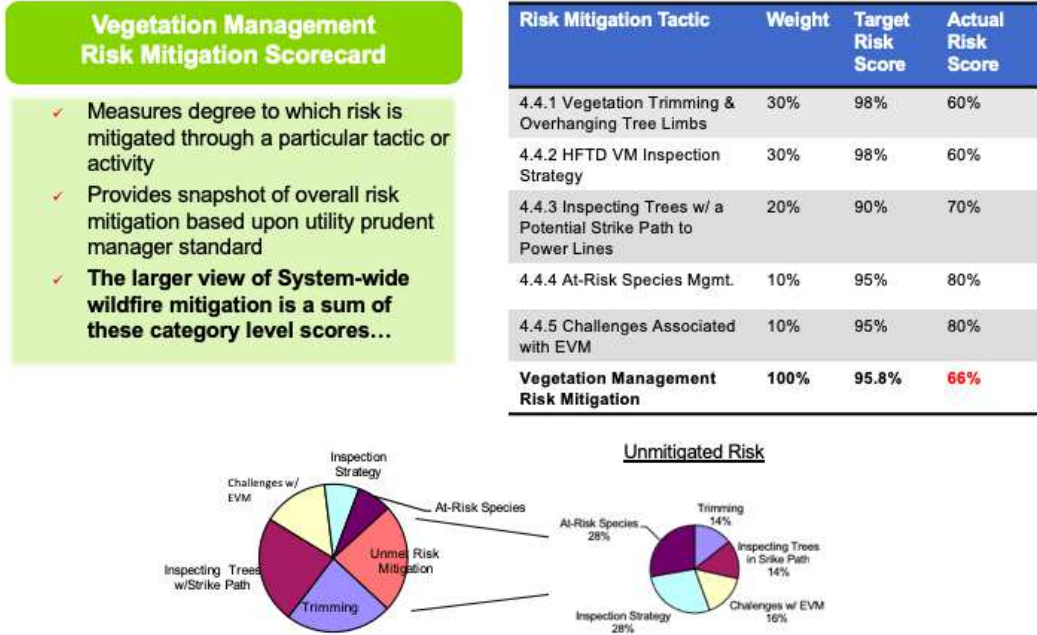 Vegetation Management
Risk Mitigation Scorecard
✓ Measures degree to which risk is
mitigated through a particular tactic or
activity
✓ Provides snapshot of overall risk
mitigation based upon utility prudent
manager standard
✓ The larger view of System-wide
wildfire mitigation is a sum of
these category level scores…
Risk Mitigation Tactic Weight Target Actual
Risk Risk
Score Score
4.4.1 Vegetation Trimming & 30% 98% 60%
Overhanging Tree Limbs
4.4.2 HFTD VM Inspection 30% 98% 60%
Strategy
4.4.3 Inspecting Trees w/ a 20% 90% 70%
Potential Strike Path to
Power Lines
4.4.4 At-Risk Species Mgmt. 10% 95% 80%
4.4.5 Challenges Associated 10% 95% 80%
with EVM
Vegetation Management 100% 95.8% 66%
Risk Mitigation
Inspection
Strategy
Challenges w/
EVM
At-Risk Species
Unmet Risk
Mitigation
Inspecting Trees
w/Strike Path
Trimming
Unmitigated Risk
Trimming
14%
At-Risk Species
28%
Inspecting Trees
in Srike Path
14%
Chalenges w/ EVM
16%
Inspection Strategy
28%